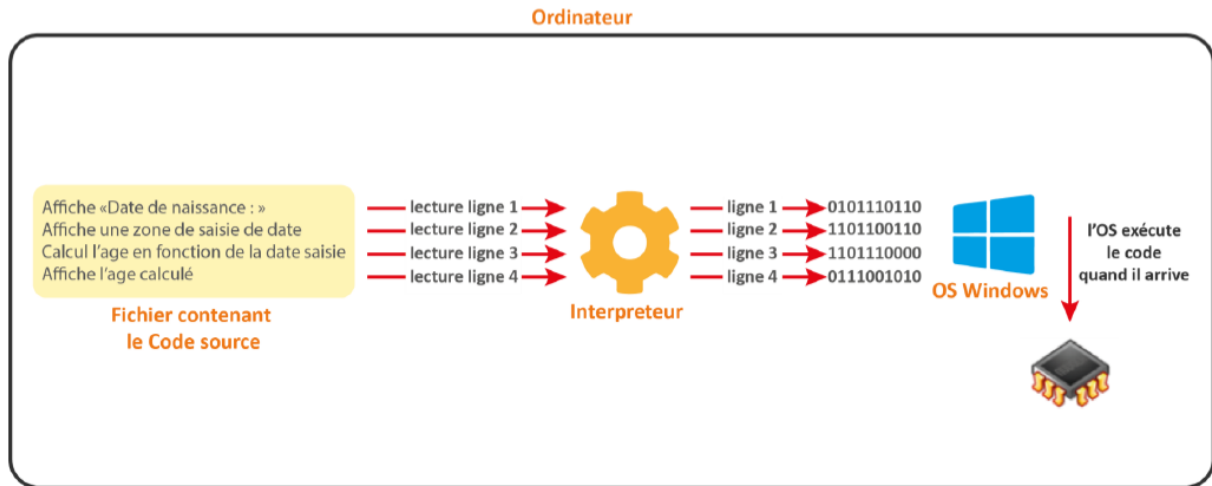 Ordinateur
Affiche «Date de naissance : »
Affiche une zone de saisie de date
Calcul l'age en fonction de la date saisie
Affiche l'age calculé
Fichier contenant
le Code source
lecture ligne 1
lecture ligne 2
lecture ligne 3
lecture ligne 4
Interpreteur
ligne 1
ligne 2
ligne 3
ligne 4
0101110110
1101100110
1101110000
0111001010
OS Windows
l'OS exécute
le code
quand il arrive